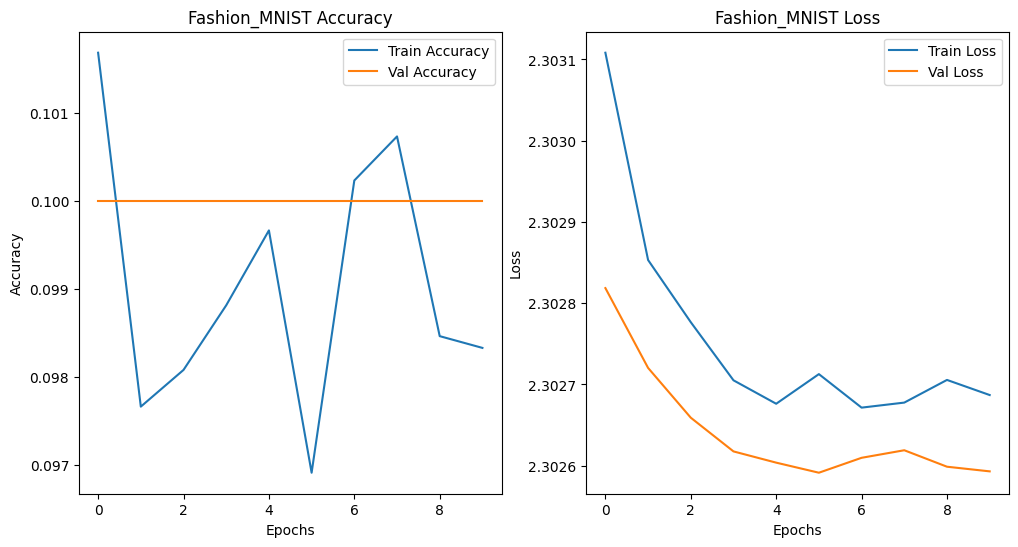 Fashion_MNIST Accuracy
Train Accuracy
Val Accuracy
0.101
0.100
0.099
0.098
0.097
Accuracy
0 2 4 6 8
Epochs
Fashion_MNIST Loss
Train Loss
Val Loss
2.3031
2.3030
2.3029
2.3028
2.3027
2.3026
Loss
0 2 4 6 8
Epochs